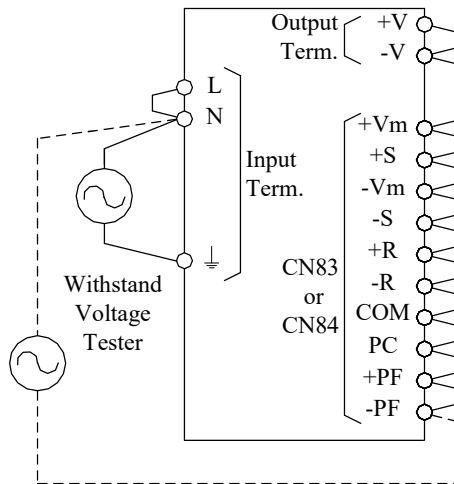 Output
Term.
+V
-V
L
N
Input
Term.
+Vm
+S
-Vm
-S
+R
-R
COM
PC
+PF
-PF
CN83
or
CN84
Withstand
Voltage
Tester